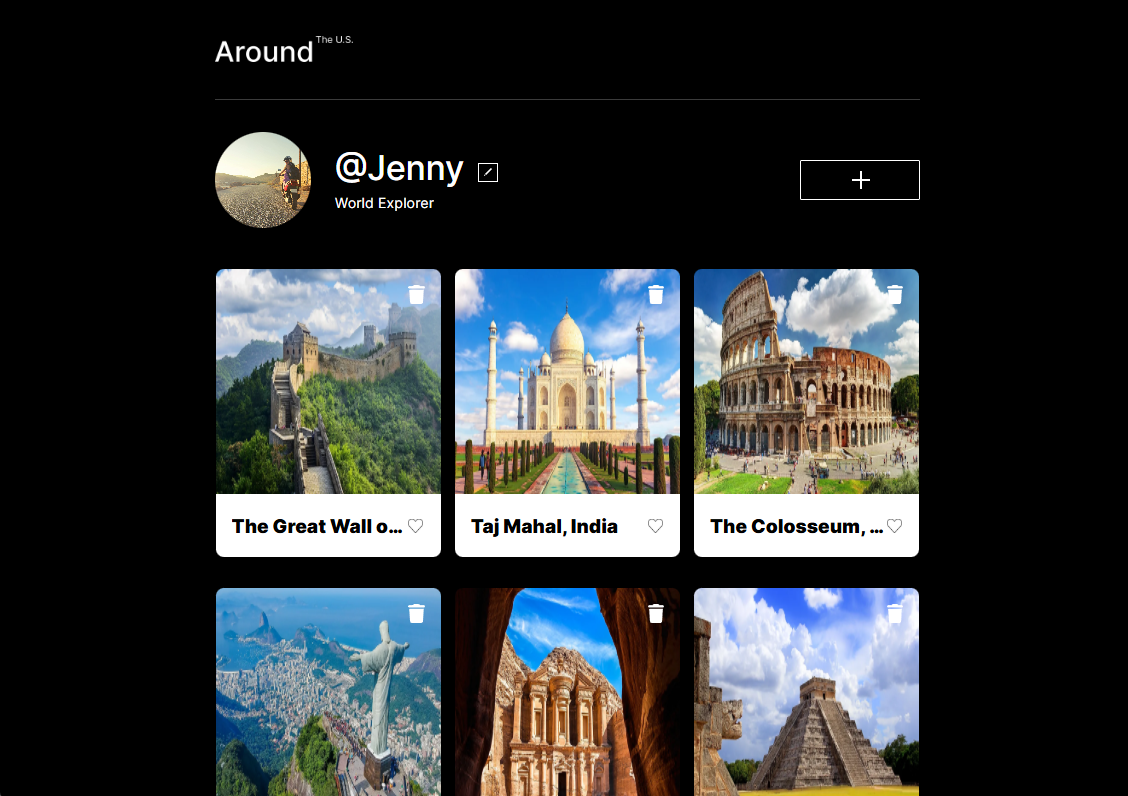 Around The U.S.
@Jenny
World Explorer
The Great Wall o...
Taj Mahal, India
The Colosseum, ...